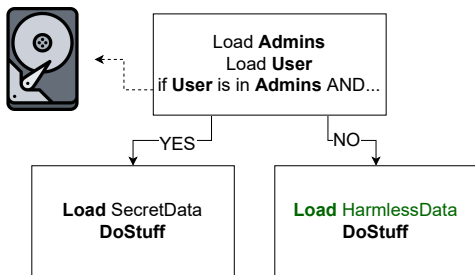 Load Admins
Load User
if User is in Admins AND...
YES
NO
Load SecretData
DoStuff
Load HarmlessData
DoStuff